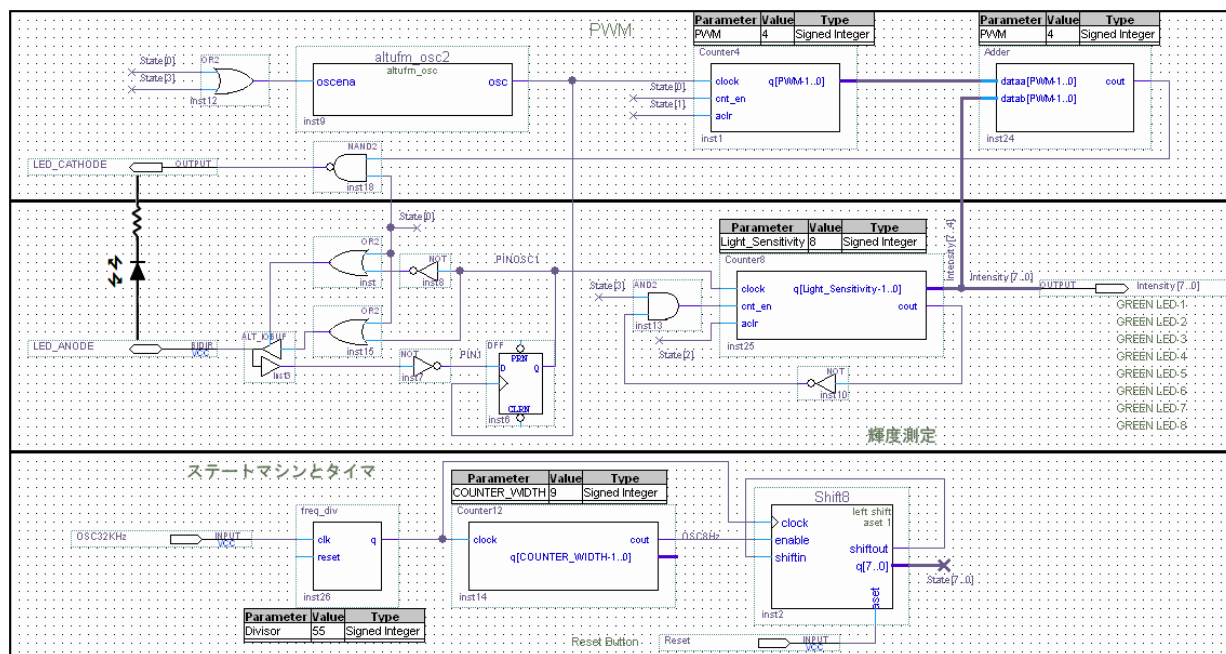 PWM
Parameter Value Type
PWM 4 Signed Integer
Parameter Value Type
PWM 4 Signed Integer
State[0]
State[3]
OR2
inst12
altufm_osc2
altufm_osc
oscena
osc
inst9
Counter4
State[0]
State[1]
clock
cnt_en
aclr
q[PWM-1..0]
inst1
Adder
dataa[PWM-1..0]
datab[PWM-1..0]
cout
inst24
LED_CATHODE
OUTPUT
NAND2
inst18
State[0]
OR2
inst
NOT
inst8
PINOSC1
Parameter Value Type
Light_Sensitivity 8 Signed Integer
Counter8
State[3]
AND2
inst13
State[2]
clock
cnt_en
aclr
q[Light_Sensitivity-1..0]
cout
inst25
Intensity[7..4]
Intensity[7..0]
OUTPUT
Intensity[7..0]
GREEN LED-1
GREEN LED-2
GREEN LED-3
GREEN LED-4
GREEN LED-5
GREEN LED-6
GREEN LED-7
GREEN LED-8
LED_ANODE
BIDIR
VCC
ALT_IOBUF
OR2
inst15
NOT
inst7
PIN1
DFF
PRN
D
Q
CLRN
inst6
NOT
inst10
輝度測定
ステートマシンとタイマ
OSC32KHz
INPUT
VCC
freq_div
clk
reset
q
inst26
Parameter Value Type
Divisor 55 Signed Integer
Parameter Value Type
COUNTER_WIDTH 9 Signed Integer
Counter12
clock
cout
q[COUNTER_WIDTH-1..0]
inst14
OSC8Hz
Shift8
left shift
aset 1
clock
enable
shiftin
shiftout
q[7..0]
aset
inst2
State[7..0]
Reset Button
Reset
INPUT
VCC